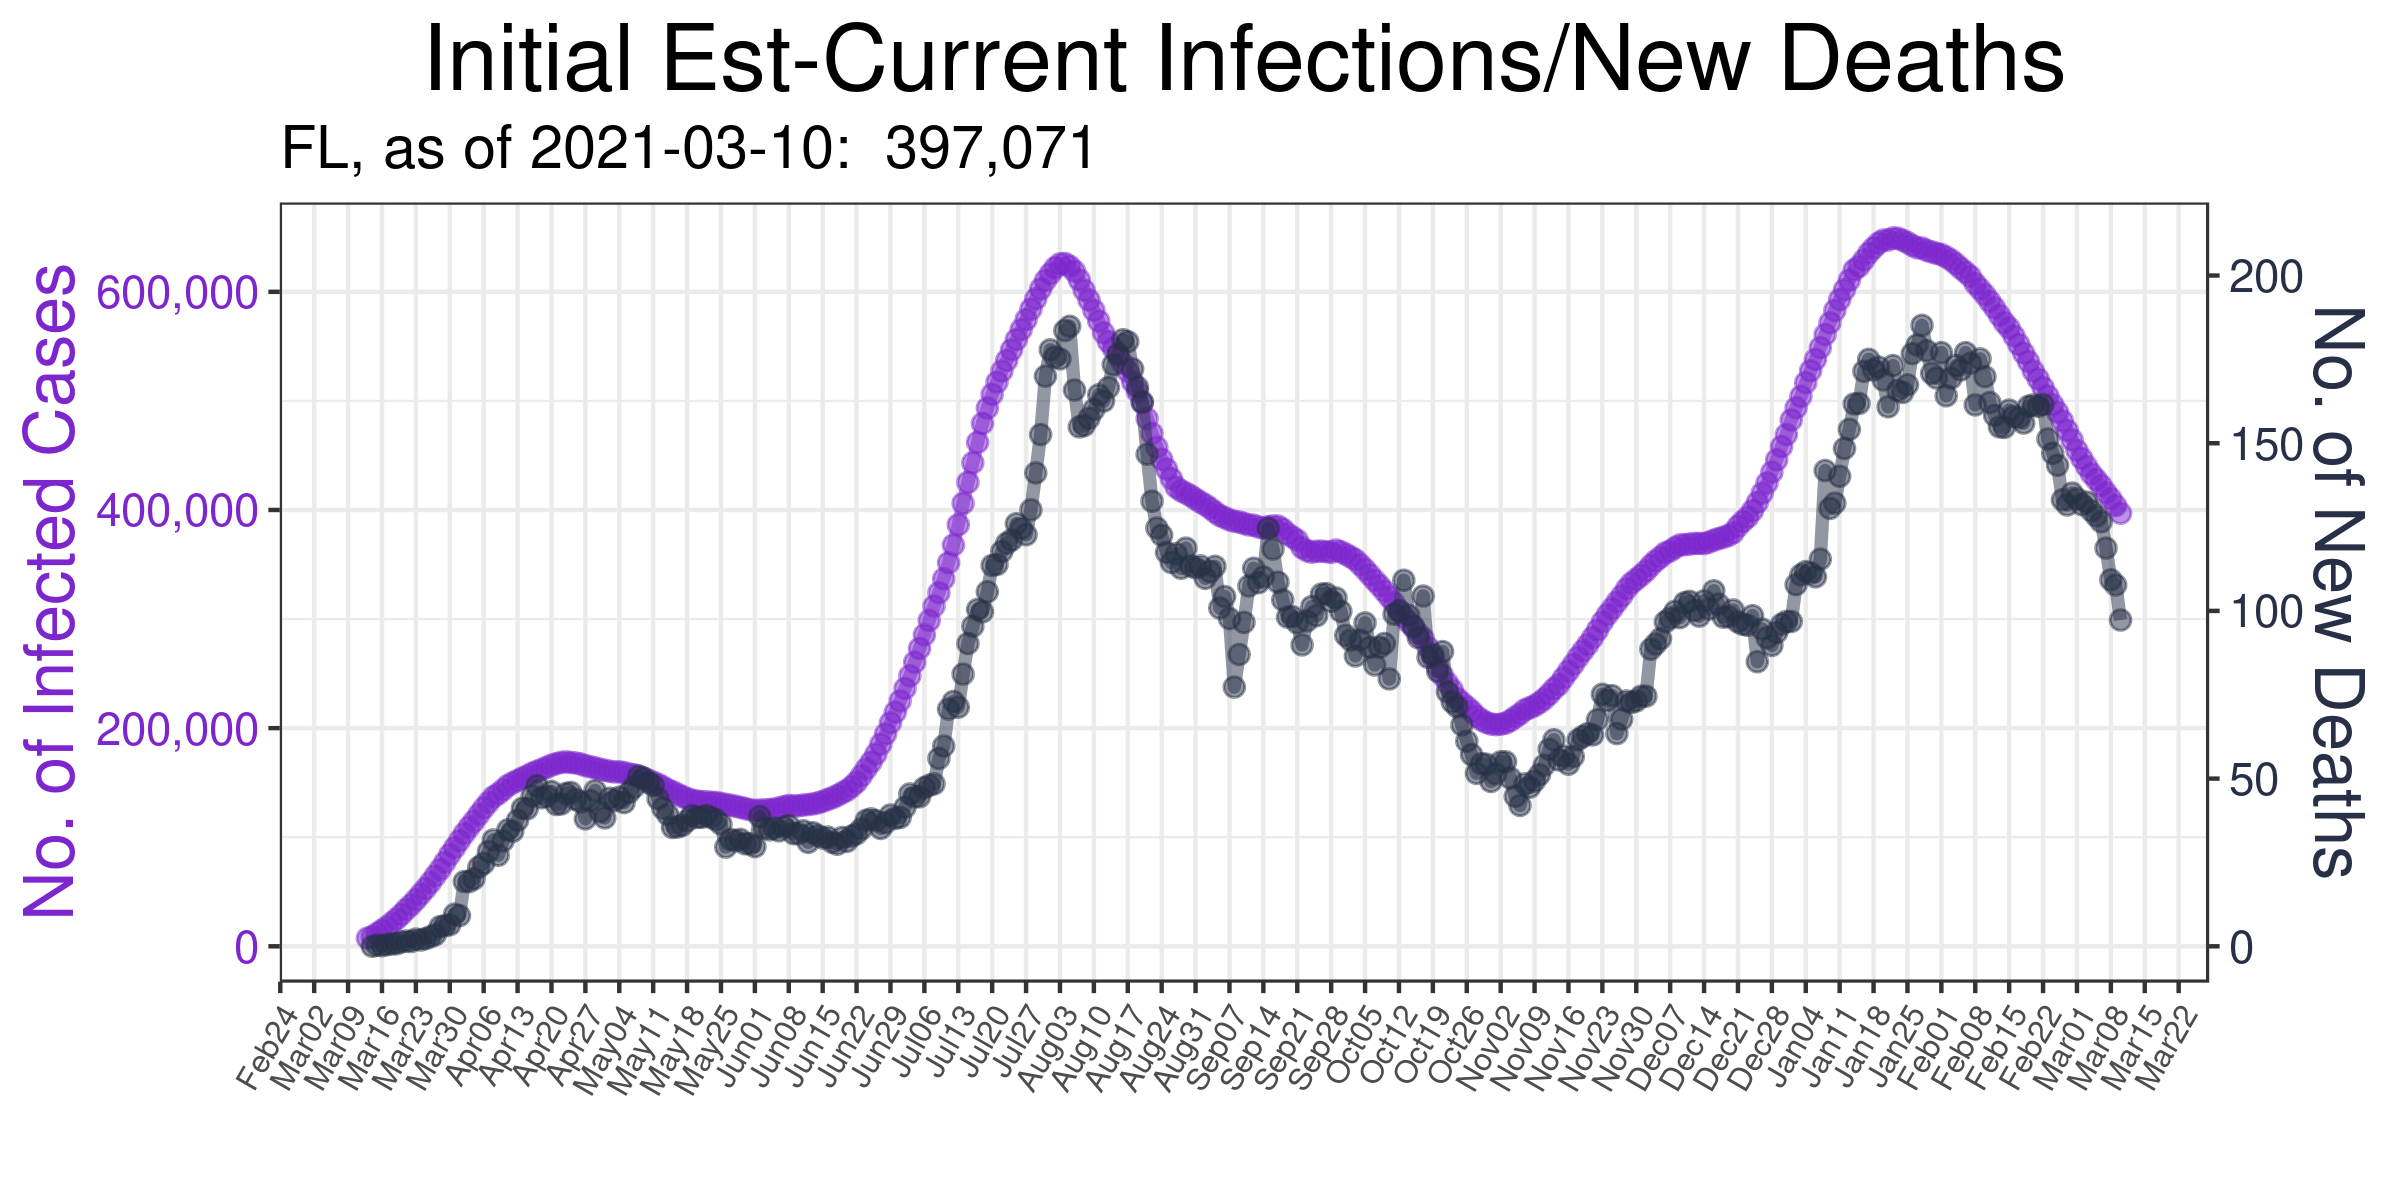 Initial Est-Current Infections/New Deaths
FL, as of 2021-03-10:  397,071
No. of Infected Cases
600,000
400,000
200,000
0
200
150
100
50
0
No. of New Deaths
Feb24
Mar02
Mar09
Mar16
Mar23
Mar30
Apr06
Apr13
Apr20
Apr27
May04
May11
May18
May25
Jun01
Jun08
Jun15
Jun22
Jun29
Jul06
Jul13
Jul20
Jul27
Aug03
Aug10
Aug17
Aug24
Aug31
Sep07
Sep14
Sep21
Sep28
Oct05
Oct12
Oct19
Oct26
Nov02
Nov09
Nov16
Nov23
Nov30
Dec07
Dec14
Dec21
Dec28
Jan04
Jan11
Jan18
Jan25
Feb01
Feb08
Feb15
Feb22
Mar01
Mar08
Mar15
Mar22